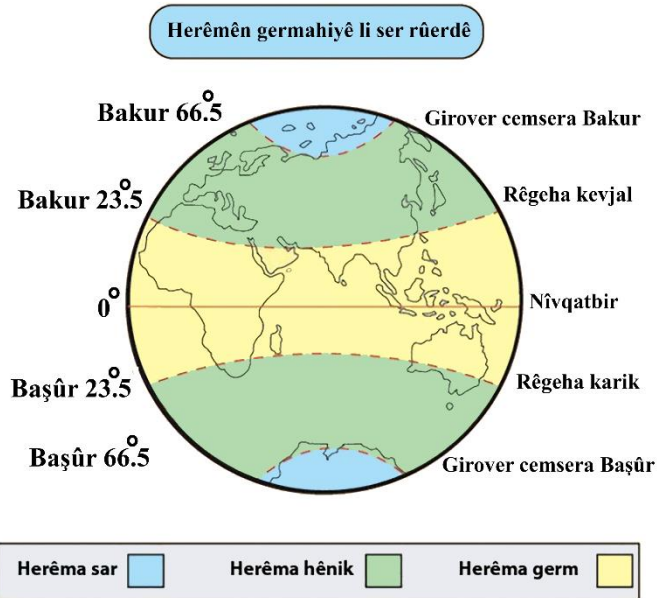 Herêmên germahiyê li ser rûerdê
Bakur 66.5°
Girover cemsera Bakur
Bakur 23.5°
Rêgeha kevjal
0°
Nîvqatbir
Başûr 23.5°
Rêgeha karik
Başûr 66.5°
Girover cemsera Başûr
Herêma sar
Herêma hênik
Herêma germ